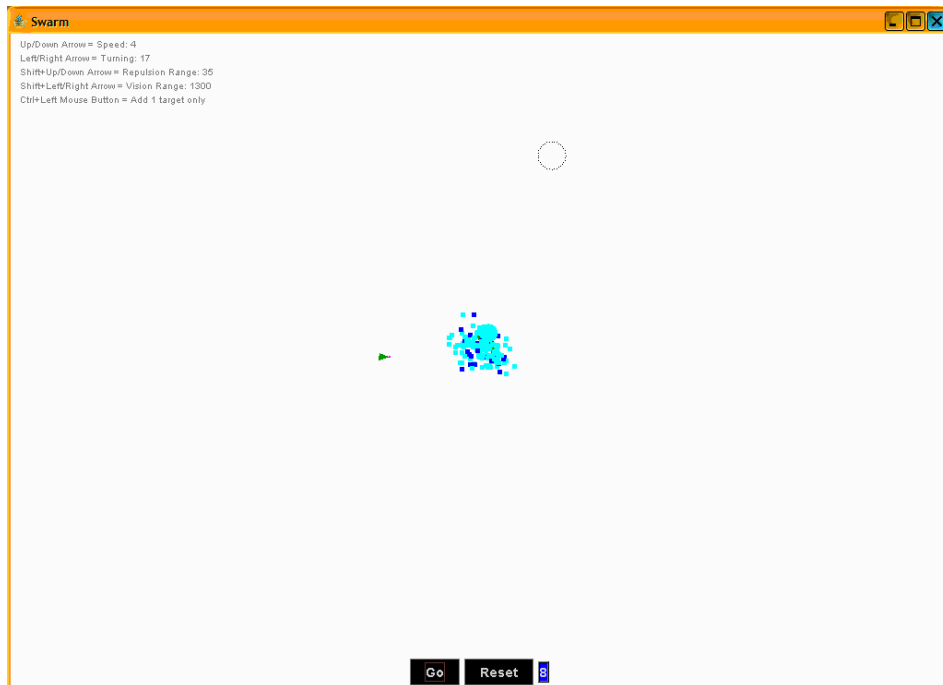 Swarm
Up/Down Arrow = Speed: 4
Left/Right Arrow = Turning: 17
Shift+Up/Down Arrow = Repulsion Range: 35
Shift+Left/Right Arrow = Vision Range: 1300
Ctrl+Left Mouse Button = Add 1 target only
Go Reset 8